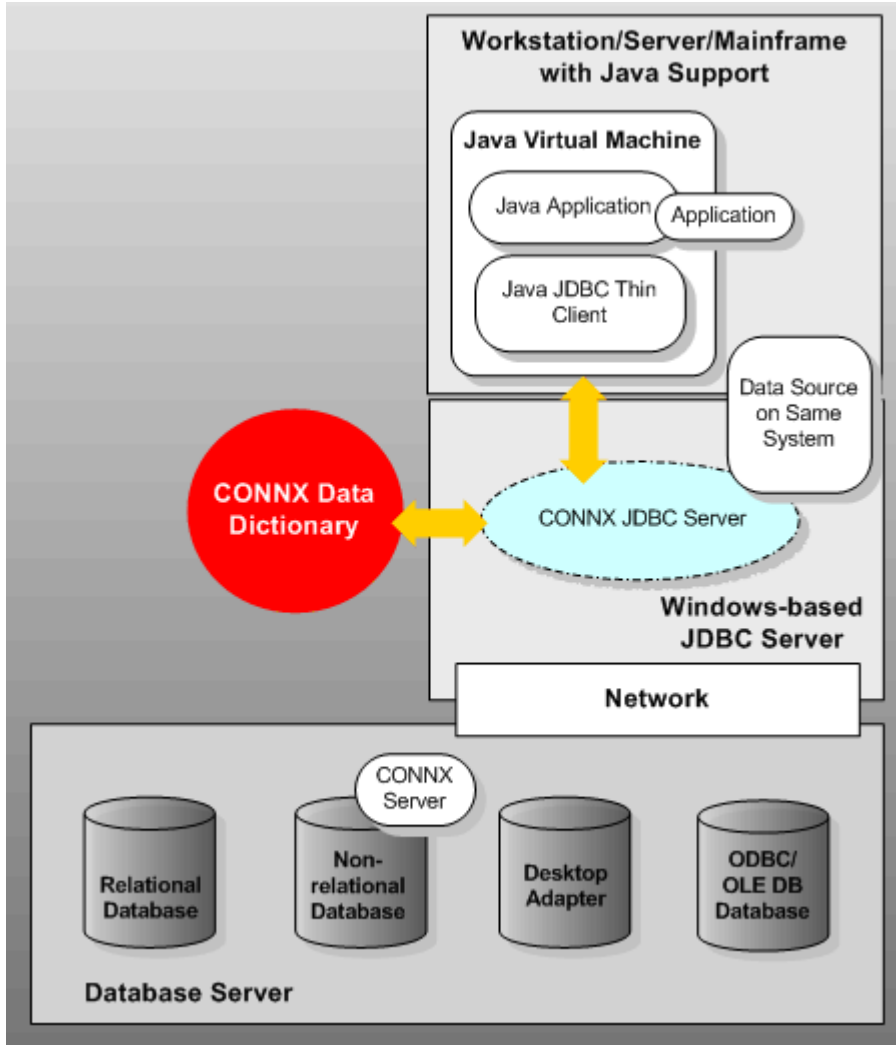 Workstation/Server/Mainframe
with Java Support
Java Virtual Machine
Java Application
Application
Java JDBC Thin
Client
Data Source
on Same
System
CONNX Data
Dictionary
CONNX JDBC Server
Windows-based
JDBC Server
Network
CONNX
Server
Relational
Database
Non-
relational
Database
Desktop
Adapter
ODBC/
OLE DB
Database
Database Server